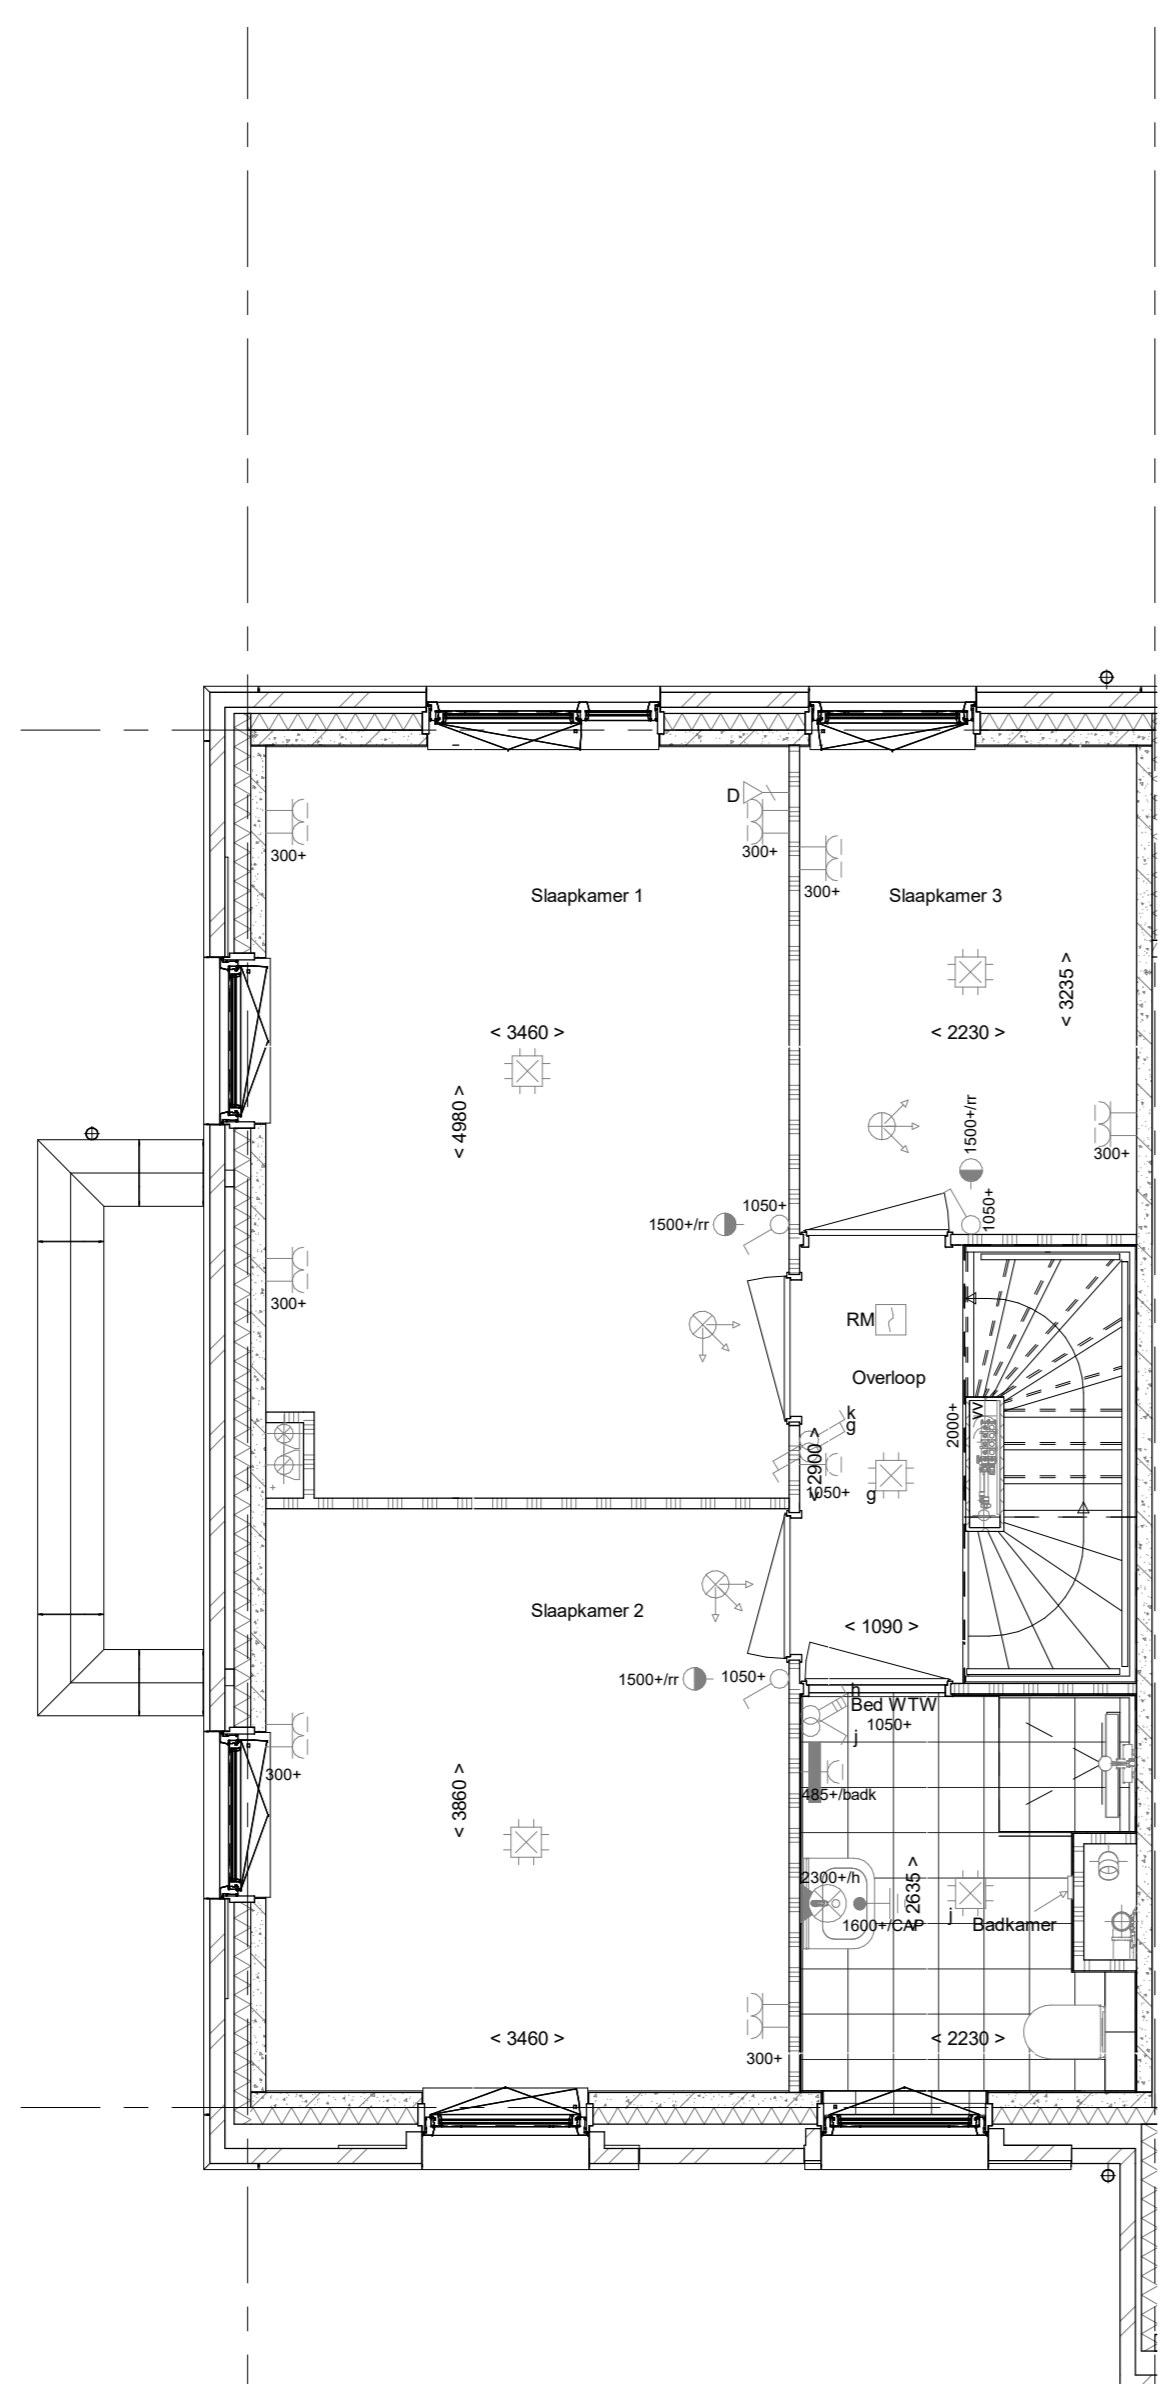 D
300+
300+
300+
Slaapkamer 1
Slaapkamer 3
< 3460 >
< 2230 >
< 3235 >
< 4980 >
1500+/rr
300+
1050+
1500+/rr
1050+
300+
RM
Overloop
k
g
2000+
VV
< 2900 >
1050+
g
Slaapkamer 2
< 1090 >
1500+/rr
1050+
h
Bed WTW
1050+
j
300+
485+/badk
< 3860 >
2300+/h
< 2635 >
j
1600+/CAP
Badkamer
< 3460 >
< 2230 >
300+